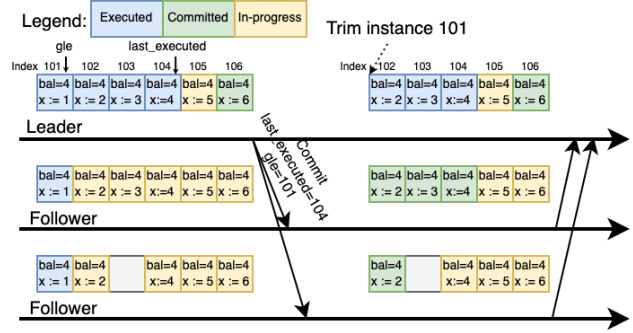 Legend: Executed Committed In-progress
Trim instance 101
gle last_executed
Index 101 102 103 104 105 106
bal=4 bal=4 bal=4 bal=4 bal=4 bal=4
x := 1 x := 2 x := 3 x:=4 x := 5 x := 6
Index 102 103 104 105 106
bal=4 bal=4 bal=4 bal=4 bal=4
x := 2 x := 3 x := 4 x := 5 x := 6
Leader
Commit
last_executed=104
gle=101
bal=4 bal=4 bal=4 bal=4 bal=4 bal=4
x := 1 x := 2 x := 3 x := 4 x := 5 x := 6
bal=4 bal=4 bal=4 bal=4 bal=4
x := 2 x := 3 x := 4 x := 5 x := 6
Follower
bal=4 bal=4 bal=4 bal=4 bal=4
x := 1 x := 2 x:=4 x := 5 x := 6
bal=4 bal=4 bal=4 bal=4
x := 2 x:=4 x := 5 x := 6
Follower